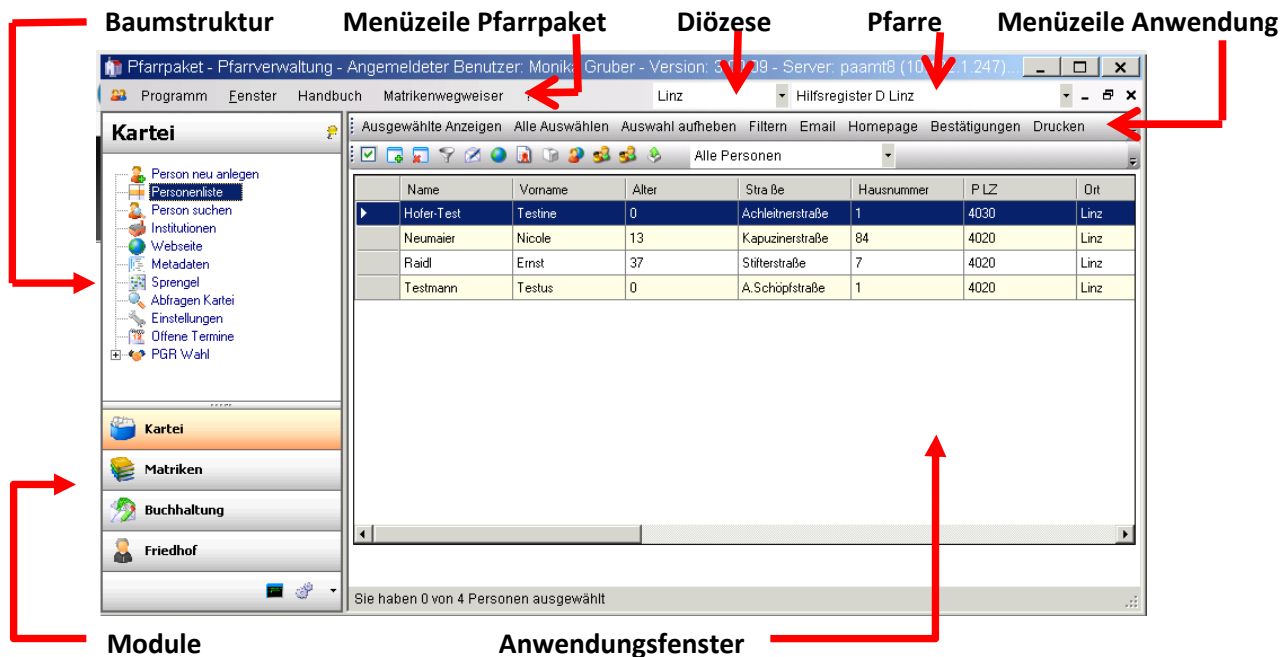 Baumstruktur Menüzeile Pfarrpaket Diözese Pfarre Menüzeile Anwendung
Pfarrpaket - Pfarrverwaltung - Angemeldeter Benutzer: Monika Gruber - Version: - Server: paamt8
Programm Fenster Handbuch Matrikenwegweiser ? Linz Hilfsregister D Linz
Kartei
Ausgewählte Anzeigen Alle Auswählen Auswahl aufheben Filtern Email Homepage Bestätigungen Drucken
Alle Personen
Person neu anlegen
Personenliste
Person suchen
Institutionen
Webseite
Metadaten
Sprengel
Abfragen Kartei
Einstellungen
Offene Termine
PGR Wahl
Name Vorname Alter Straße Hausnummer PLZ Ort
Hofer-Test Testine 0 Achleitnerstraße 1 4030 Linz
Neumaier Nicole 13 Kapuzinerstraße 84 4020 Linz
Raidl Ernst 37 Stifterstraße 7 4020 Linz
Testmann Testus 0 A.Schöpfstraße 1 4020 Linz
Kartei
Matriken
Buchhaltung
Friedhof
Sie haben 0 von 4 Personen ausgewählt
Module Anwendungsfenster